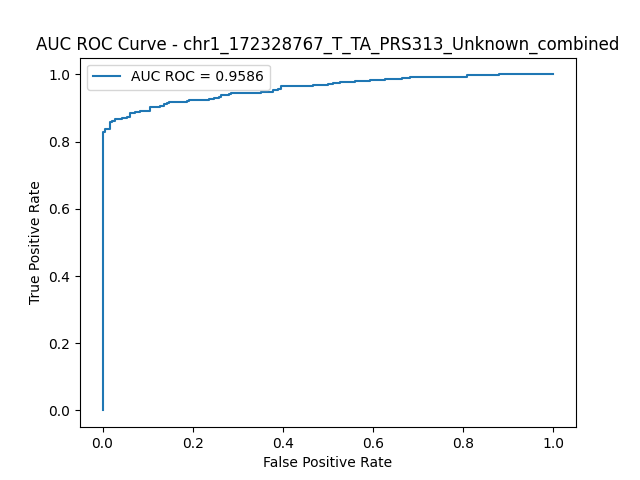 AUC ROC Curve - chr1_172328767_T_TA_PRS313_Unknown_combined
AUC ROC = 0.9586
True Positive Rate
1.0
0.8
0.6
0.4
0.2
0.0
0.0 0.2 0.4 0.6 0.8 1.0
False Positive Rate